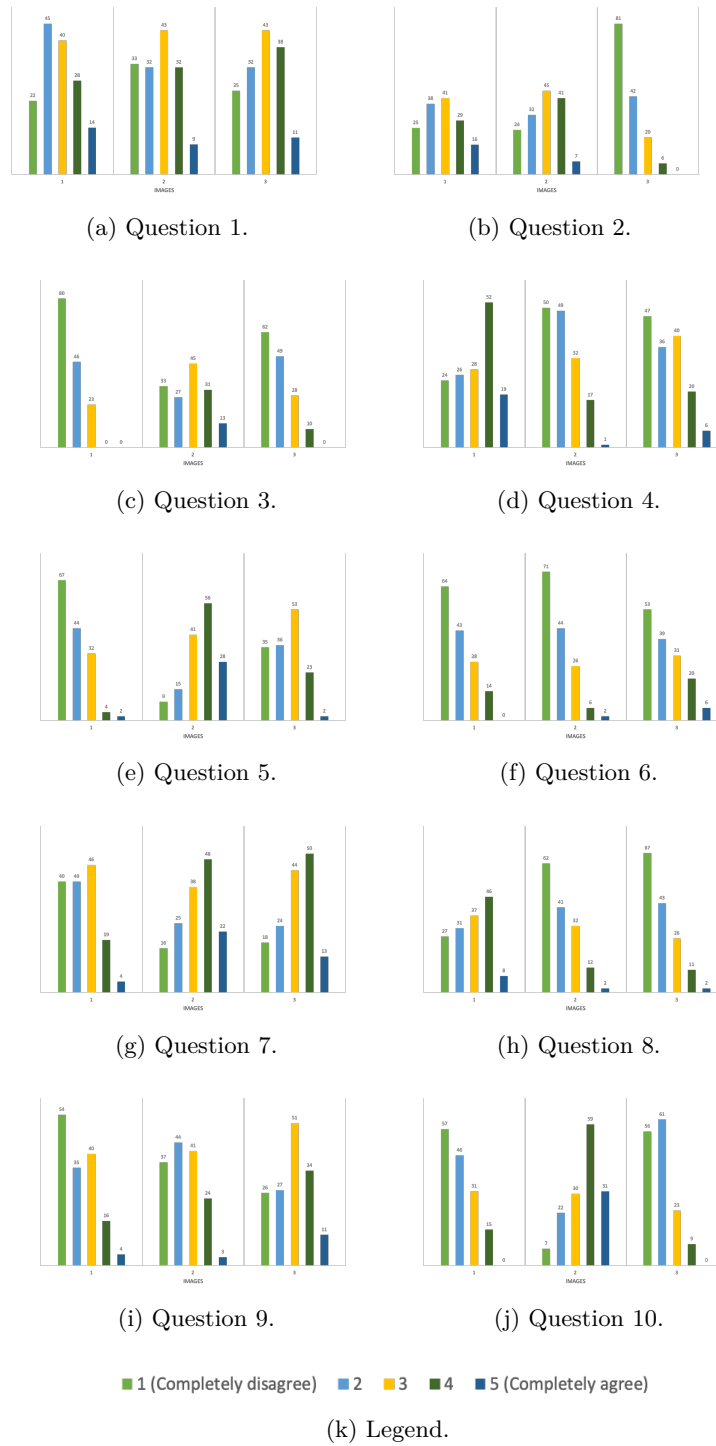 22 45 40 28 14 33 32 43 32 9 25 32 43 38 11
1 2 3
IMAGES
(a) Question 1.
25 38 41 29 16 24 32 45 41 7 81 42 20 6 0
1 2 3
IMAGES
(b) Question 2.
80 46 23 0 0 33 27 45 31 13 62 49 28 10 0
1 2 3
IMAGES
(c) Question 3.
24 26 28 52 19 50 49 32 17 1 47 36 40 20 6
1 2 3
IMAGES
(d) Question 4.
67 44 32 4 2 9 15 41 56 28 35 36 53 23 2
1 2 3
IMAGES
(e) Question 5.
64 43 28 14 0 71 44 26 6 2 53 39 31 20 6
1 2 3
IMAGES
(f) Question 6.
40 40 46 19 4 16 25 38 48 22 18 24 44 50 13
1 2 3
IMAGES
(g) Question 7.
27 31 37 46 8 62 41 32 12 2 67 43 26 11 2
1 2 3
IMAGES
(h) Question 8.
54 35 40 16 4 37 44 41 24 3 26 27 51 34 11
1 2 3
IMAGES
(i) Question 9.
57 46 31 15 0 7 22 30 59 31 56 61 23 9 0
1 2 3
IMAGES
(j) Question 10.
1 (Completely disagree) 2 3 4 5 (Completely agree)
(k) Legend.